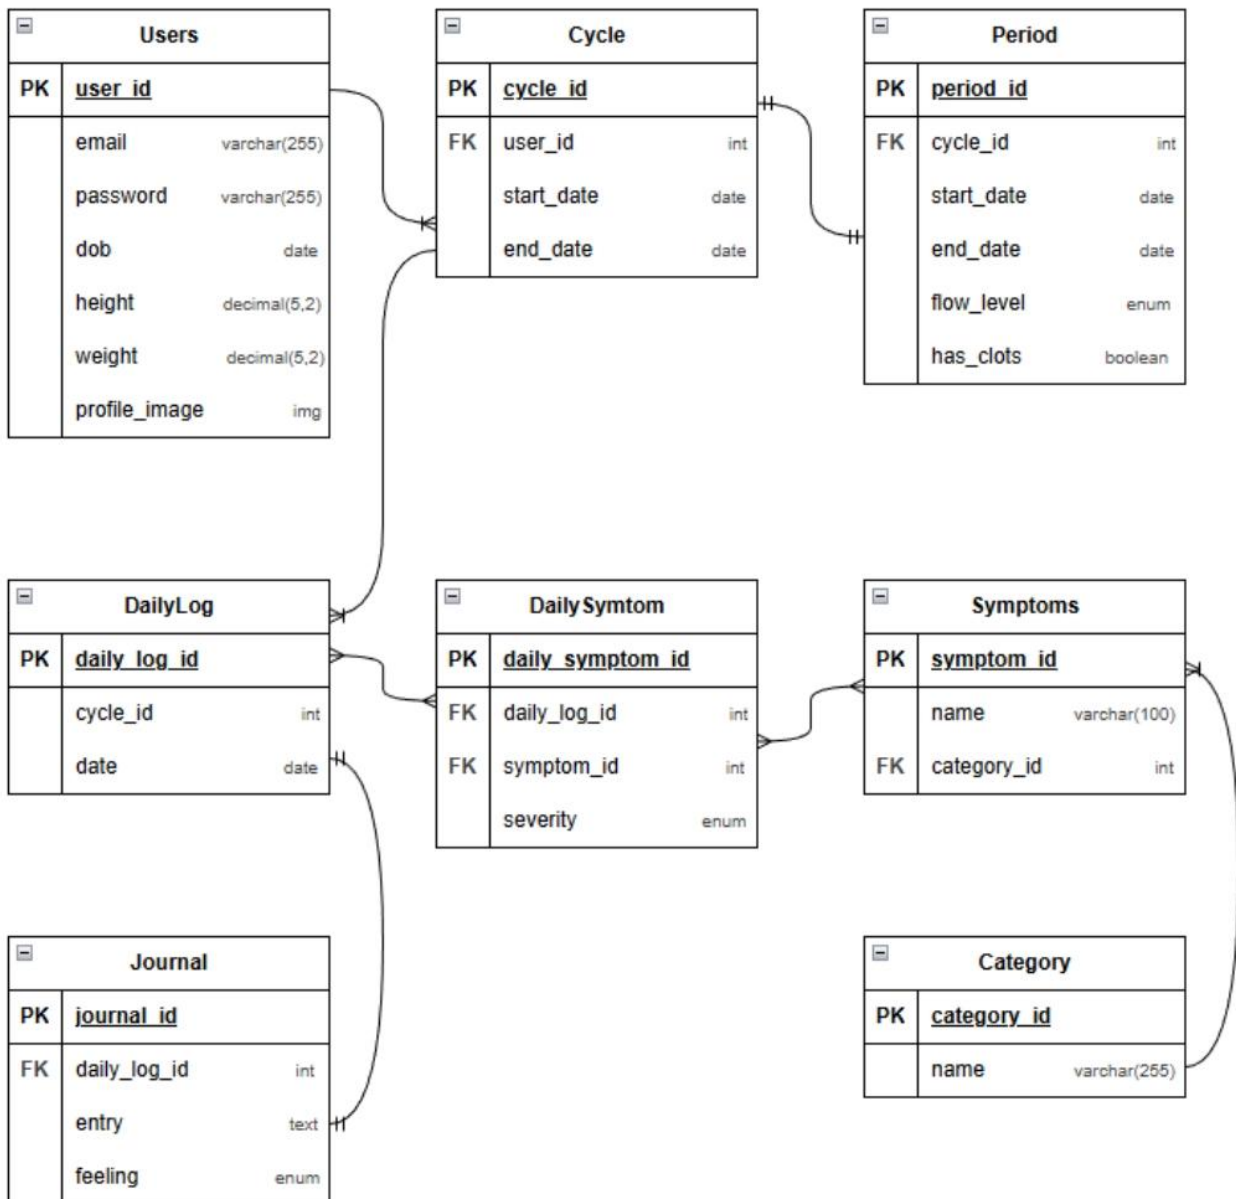 Users
PK user_id
email varchar(255)
password varchar(255)
dob date
height decimal(5,2)
weight decimal(5,2)
profile_image img
Cycle
PK cycle_id
FK user_id int
start_date date
end_date date
Period
PK period_id
FK cycle_id int
start_date date
end_date date
flow_level enum
has_clots boolean
DailyLog
PK daily_log_id
cycle_id int
date date
DailySymtom
PK daily_symptom_id
FK daily_log_id int
FK symptom_id int
severity enum
Symptoms
PK symptom_id
name varchar(100)
FK category_id int
Journal
PK journal_id
FK daily_log_id int
entry text
feeling enum
Category
PK category_id
name varchar(255)